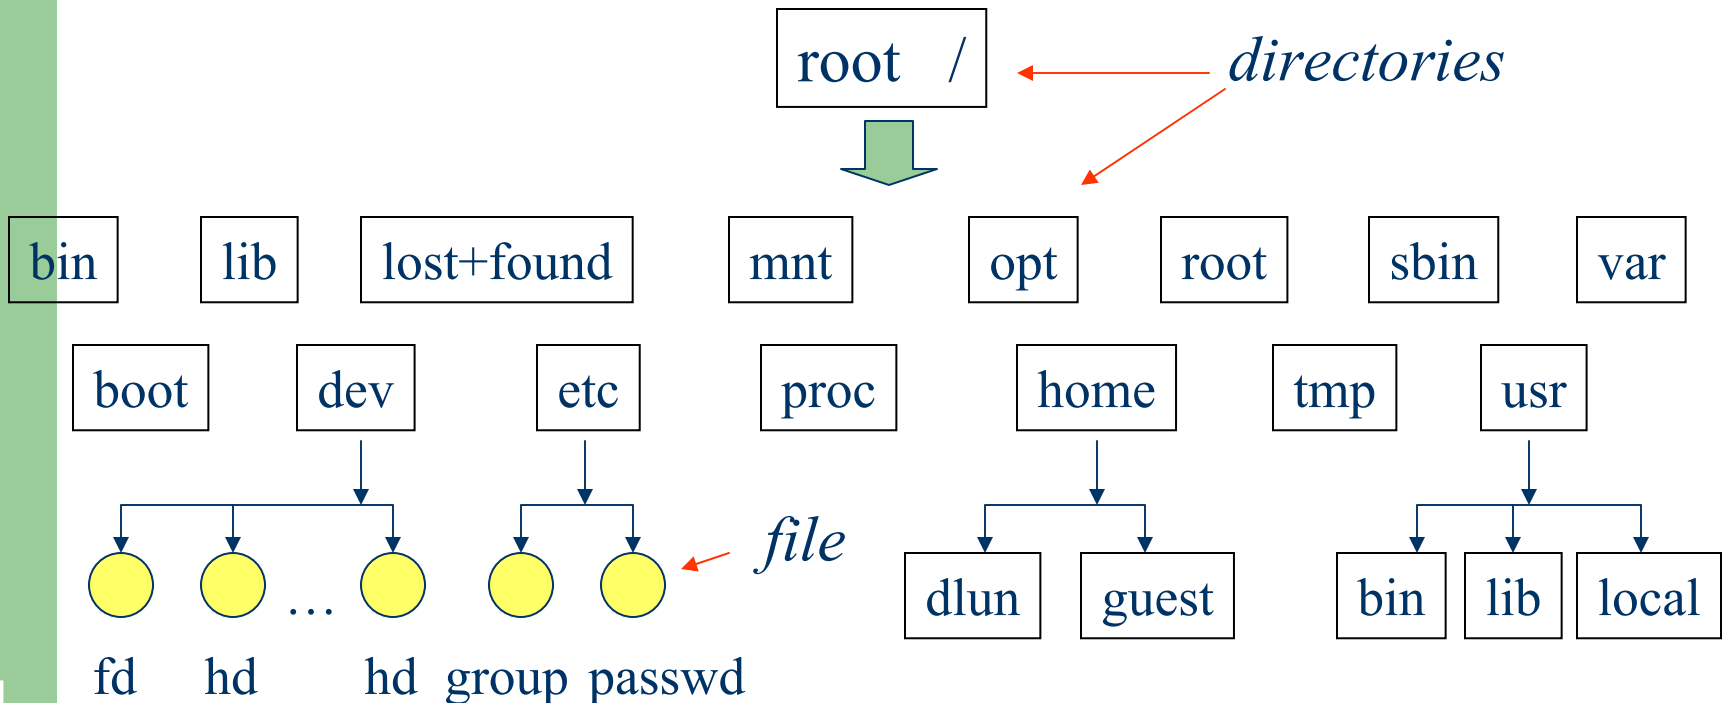 root / directories
bin lib lost+found mnt opt root sbin var
boot dev etc proc home tmp usr
file
... dlun guest bin lib local
fd hd hd group passwd